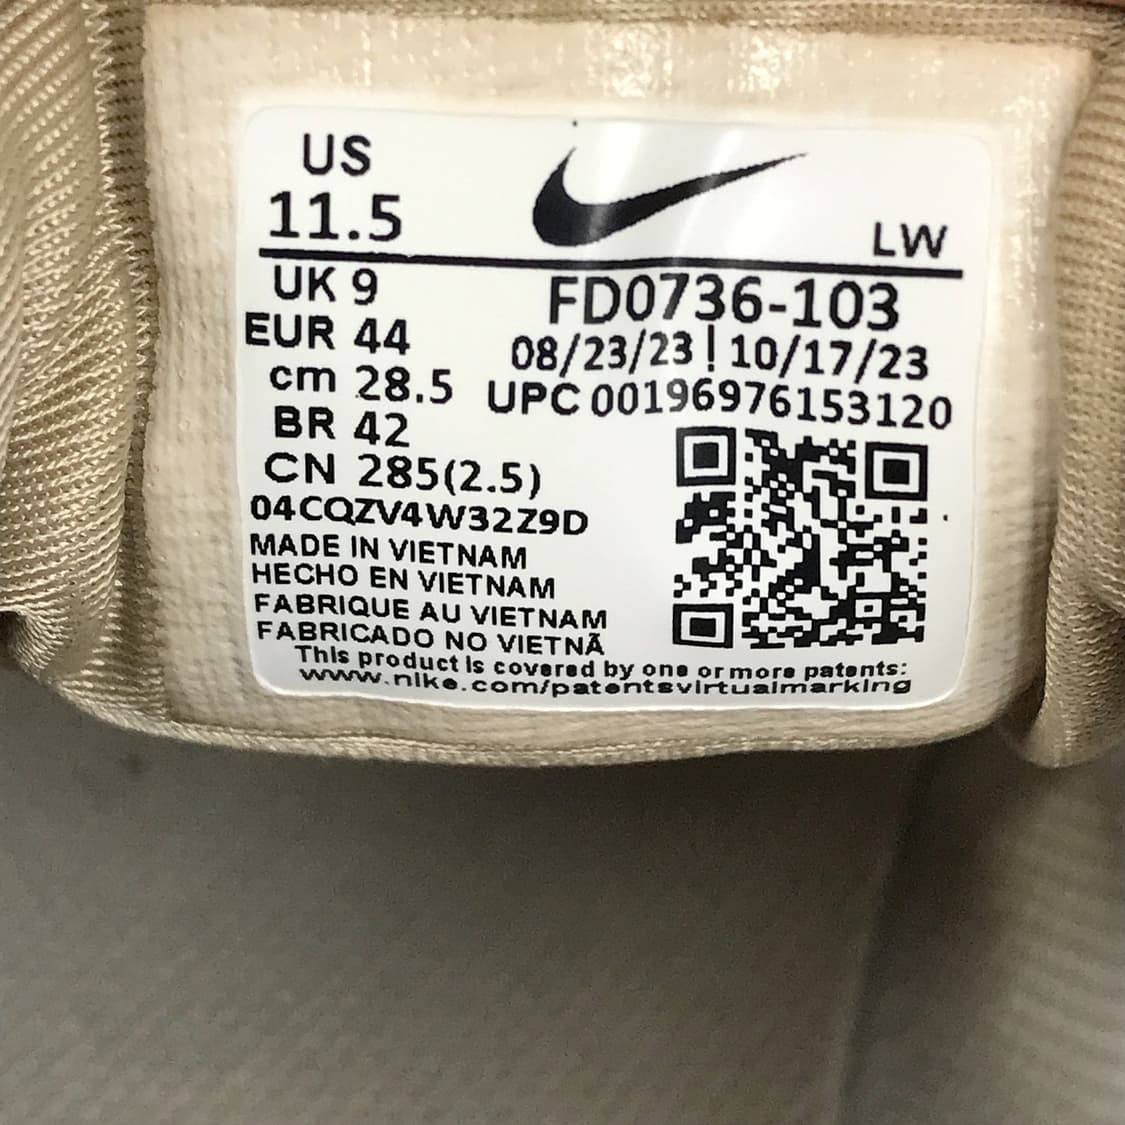 US
11.5
LW
UK 9
EUR 44
cm 28.5
BR 42
CN 285(2.5)
FD0736-103
08/23/23 | 10/17/23
UPC 00196976153120
04CQZV4W32Z9D
MADE IN VIETNAM
HECHO EN VIETNAM
FABRIQUE AU VIETNAM
FABRICADO NO VIETNÃ
This product is covered by one or more patents:
www.nike.com/patentsvirtualmarking